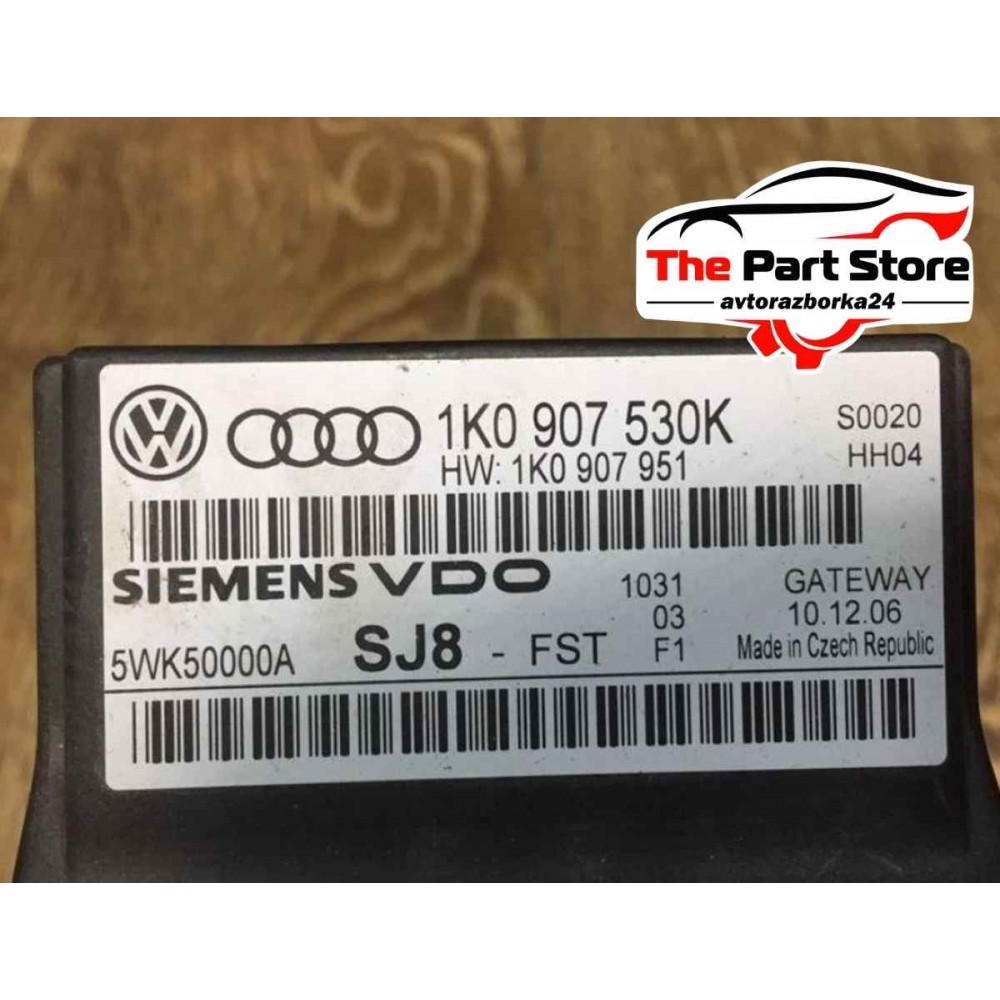 The Part Store
avtorazborka24
1K0 907 530K
S0020
HW: 1K0 907 951
HH04
SIEMENS VDO
1031
GATEWAY
03
10.12.06
5WK50000A
SJ8 - FST
F1
Made in Czech Republic